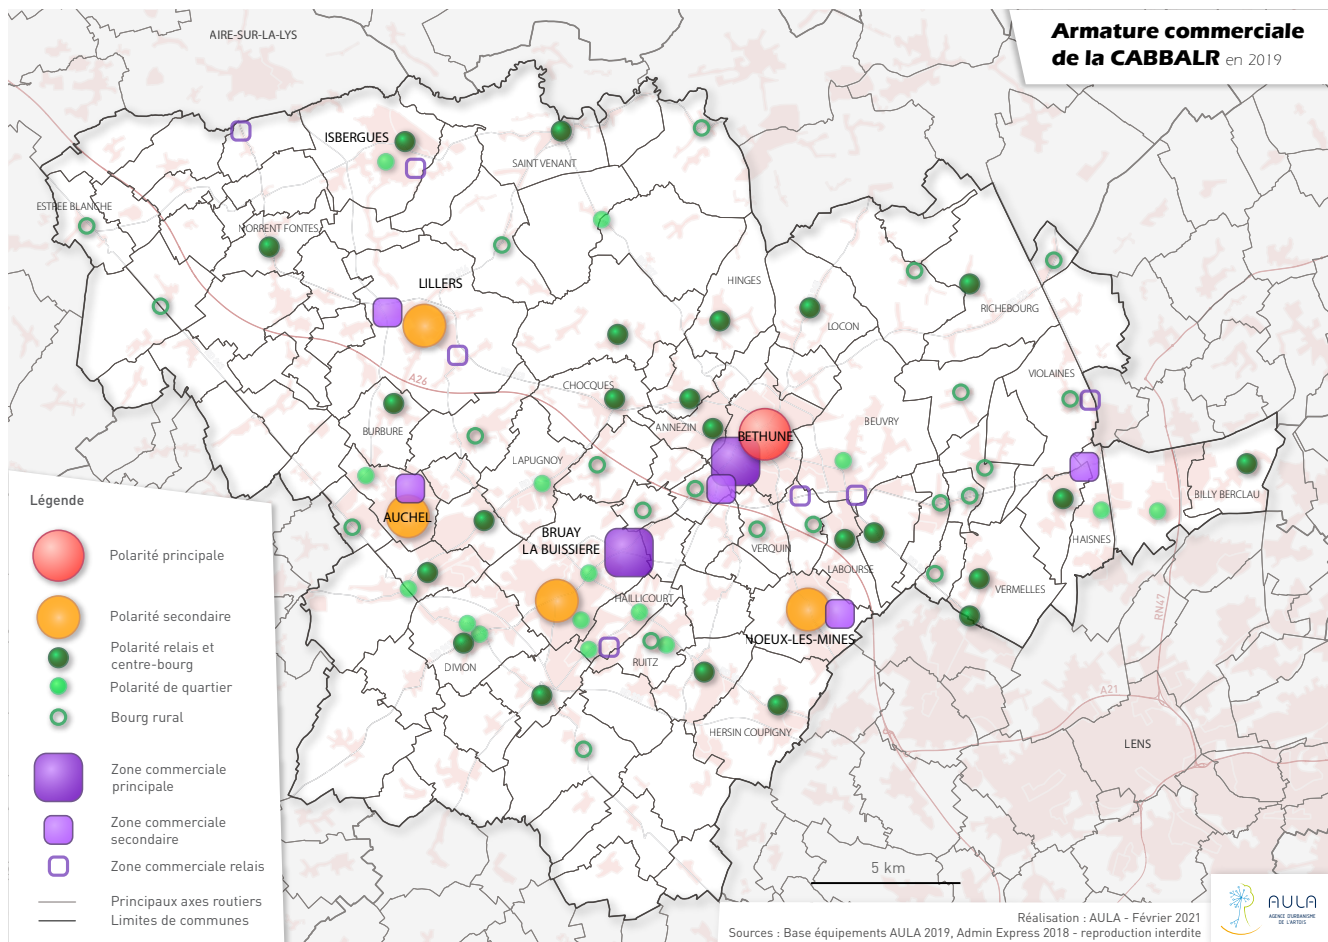 Armature commerciale
de la CABBALR en 2019
AIRE-SUR-LA-LYS
ISBERGUES
SAINT VENANT
ESTREE BLANCHE
NORRENT FONTES
LILLERS
HINGES
LOCON
RICHEBOURG
A26
CHOCQUES
VIOLAINES
BURBURE
ANNEZIN
BETHUNE
BEUVRY
LAPUGNOY
BILLY BERCLAU
AUCHEL
BRUAY
LA BUISSIERE
VERQUIN
HAISNES
LABOURSE
VERMELLES
HAILLICOURT
NOEUX-LES-MINES
RN47
DIVION
RUITZ
A21
HERSIN COUPIGNY
LENS
Légende
Polarité principale
Polarité secondaire
Polarité relais et
centre-bourg
Polarité de quartier
Bourg rural
Zone commerciale
principale
Zone commerciale
secondaire
Zone commerciale relais
Principaux axes routiers
Limites de communes
5 km
Réalisation : AULA - Février 2021
Sources : Base équipements AULA 2019, Admin Express 2018 - reproduction interdite
AULA
AGENCE D'URBANISME
DE L'ARTOIS